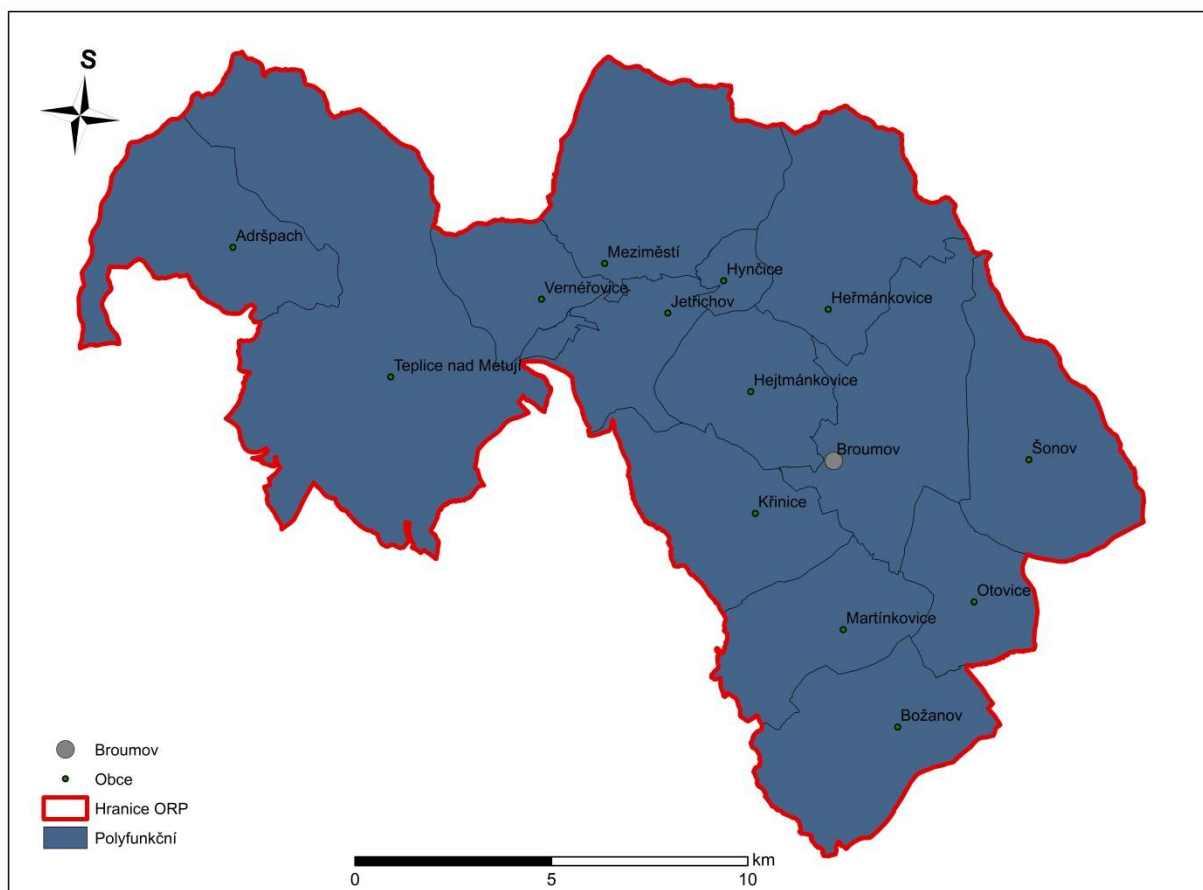 S
Adršpach
Meziměstí
Hynčice
Vernéřovice
Jetřichov
Heřmánkovice
Teplice nad Metují
Hejtmánkovice
Broumov
Šonov
Křinice
Otovice
Martínkovice
Božanov
Broumov
Obce
Hranice ORP
Polyfunkční
km
0
5
10